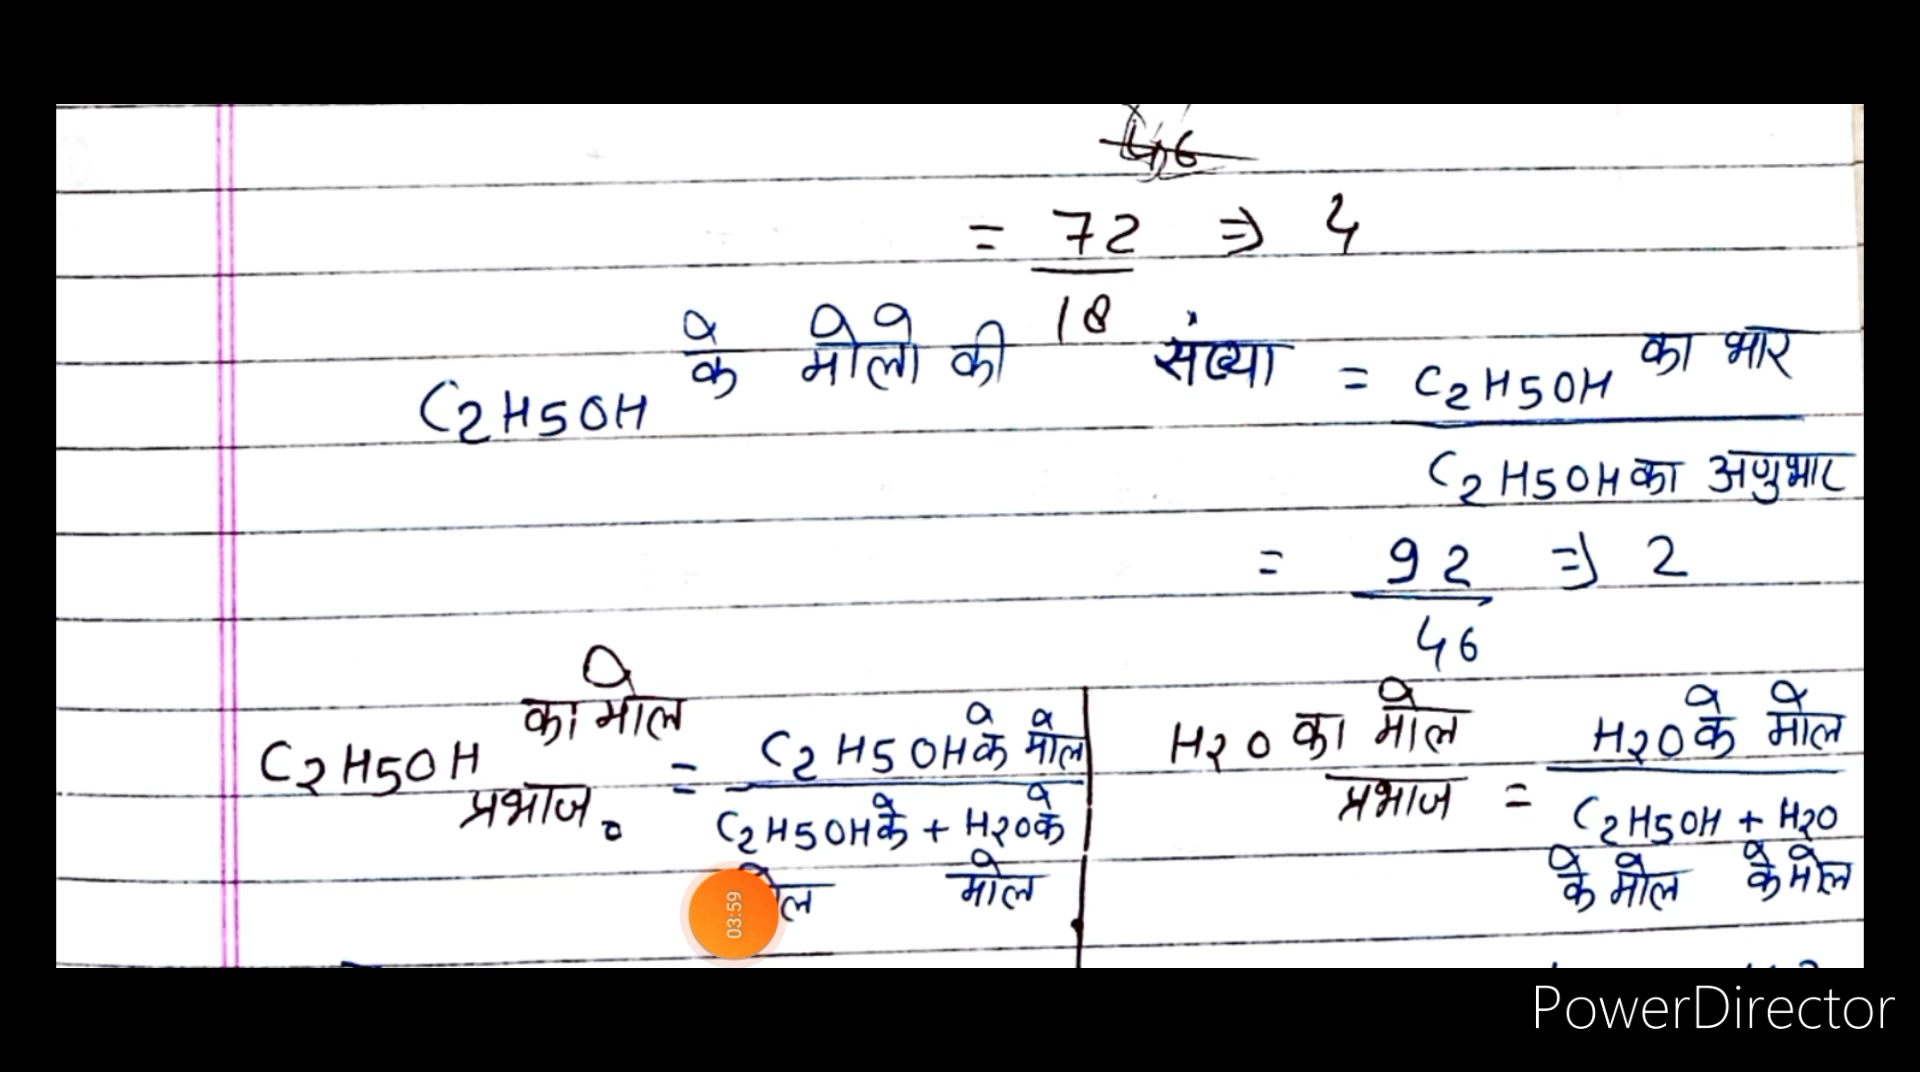 = 72 ⇒ 4
18
C2H5OH के मोलो की संख्या = C2H5OH का भार
C2H5OH का अणुभार
= 92 ⇒ 2
46
C2H5OH का मोल प्रभाज. = C2H5OH के मोल
C2H5OH के + H2O के
मोल
H2O का मोल प्रभाज = H2O के मोल
C2H5OH + H2O
के मोल के मोल
03:59
PowerDirector